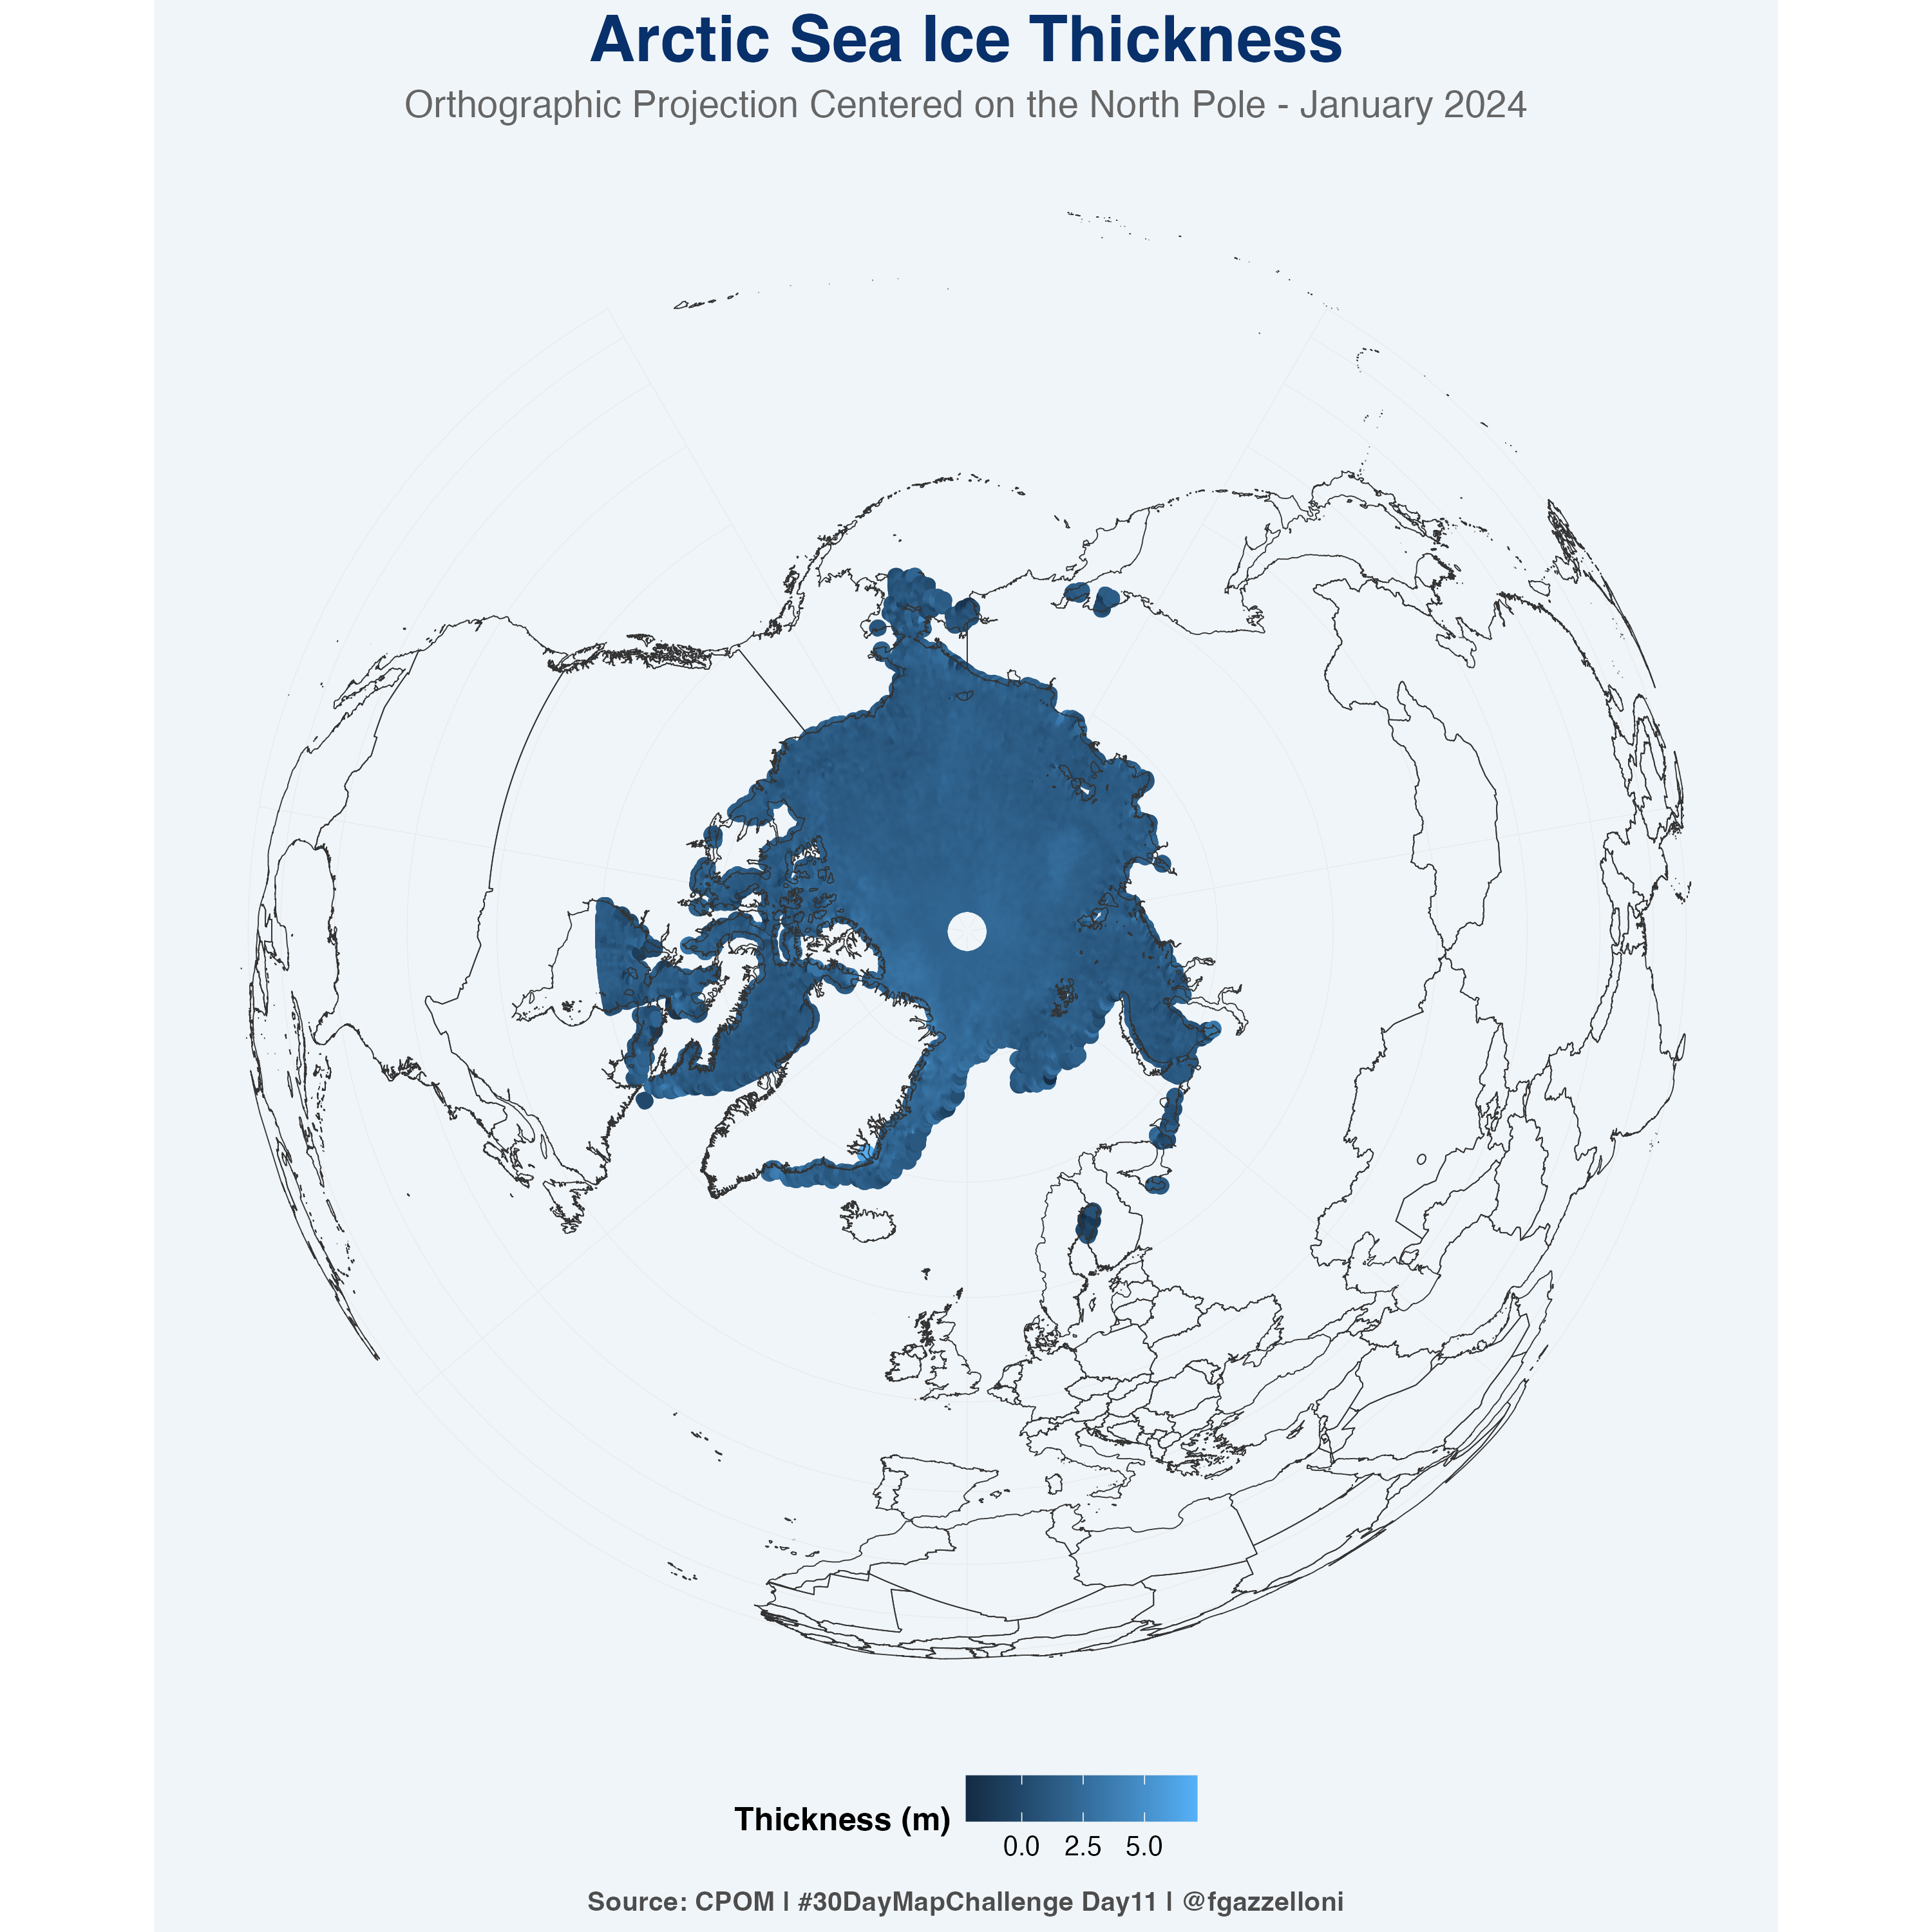 Arctic Sea Ice Thickness
Orthographic Projection Centered on the North Pole - January 2024
Thickness (m)
0.0 2.5 5.0
Source: CPOM | #30DayMapChallenge Day11 | @fgazzelloni